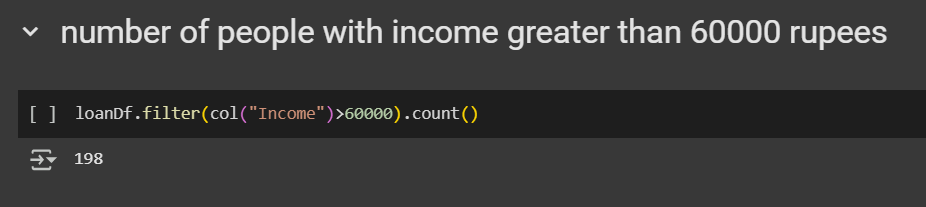 number of people with income greater than 60000 rupees
[ ] loanDf.filter(col("Income")>60000).count()
198